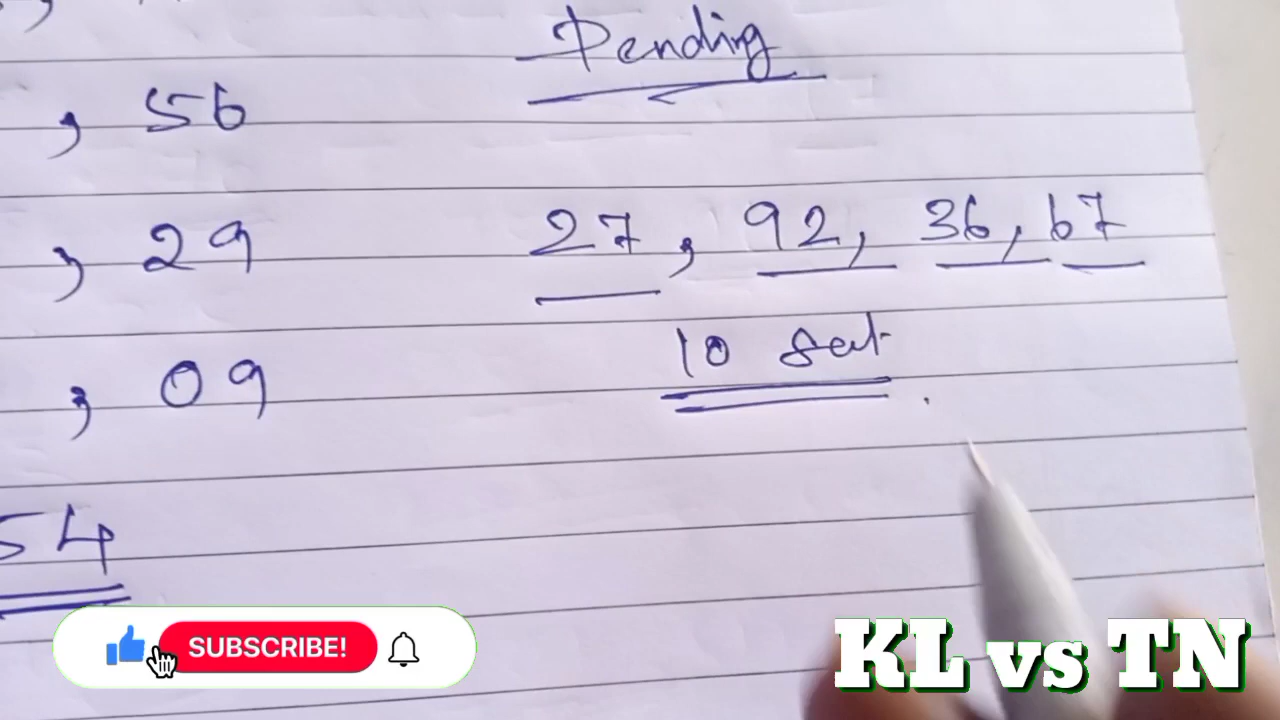 Pending
, 56
, 29
27, 92, 36, 67
, 09
10 Set.
54
SUBSCRIBE!
KL vs TN